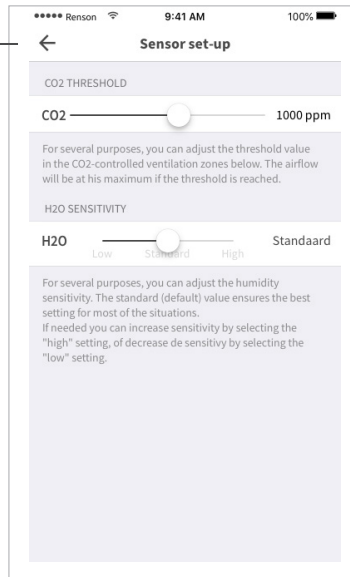 Renson 9:41 AM 100%
Sensor set-up
CO2 THRESHOLD
CO2 1000 ppm
For several purposes, you can adjust the threshold value
in the CO2-controlled ventilation zones below. The airflow
will be at his maximum if the threshold is reached.
H2O SENSITIVITY
H2O Standaard
Low Standard High
For several purposes, you can adjust the humidity
sensitivity. The standard (default) value ensures the best
setting for most of the situations.
If needed you can increase sensitivity by selecting the
"high" setting, of decrease de sensitivy by selecting the
"low" setting.